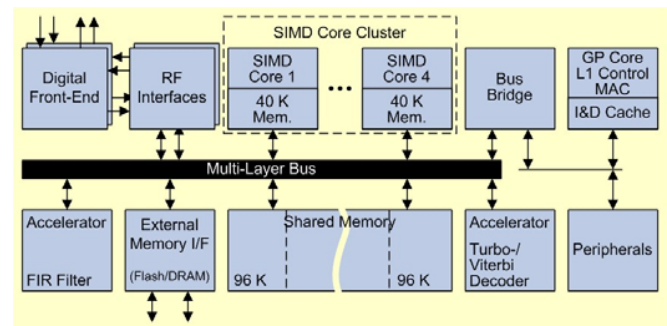 SIMD Core Cluster
Digital
Front-End
RF
Interfaces
SIMD
Core 1
40 K
Mem.
...
SIMD
Core 4
40 K
Mem.
Bus
Bridge
GP Core
L1 Control
MAC
I&D Cache
Multi-Layer Bus
Accelerator
FIR Filter
External
Memory I/F
(Flash/DRAM)
Shared Memory
96 K
96 K
Accelerator
Turbo-/
Viterbi
Decoder
Peripherals